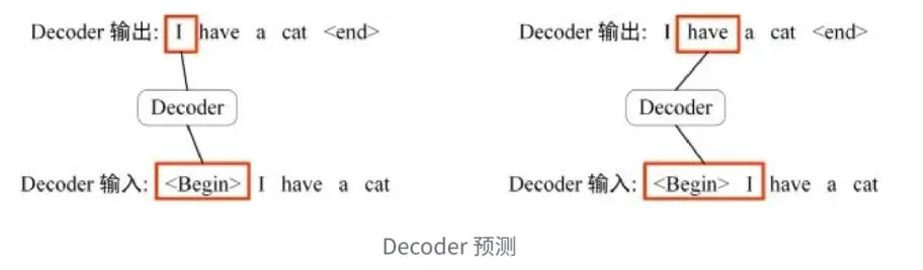 Decoder 输出: I have a cat <end>
Decoder
Decoder 输入: <Begin> I have a cat
Decoder 输出: I have a cat <end>
Decoder
Decoder 输入: <Begin> I have a cat
Decoder 预测